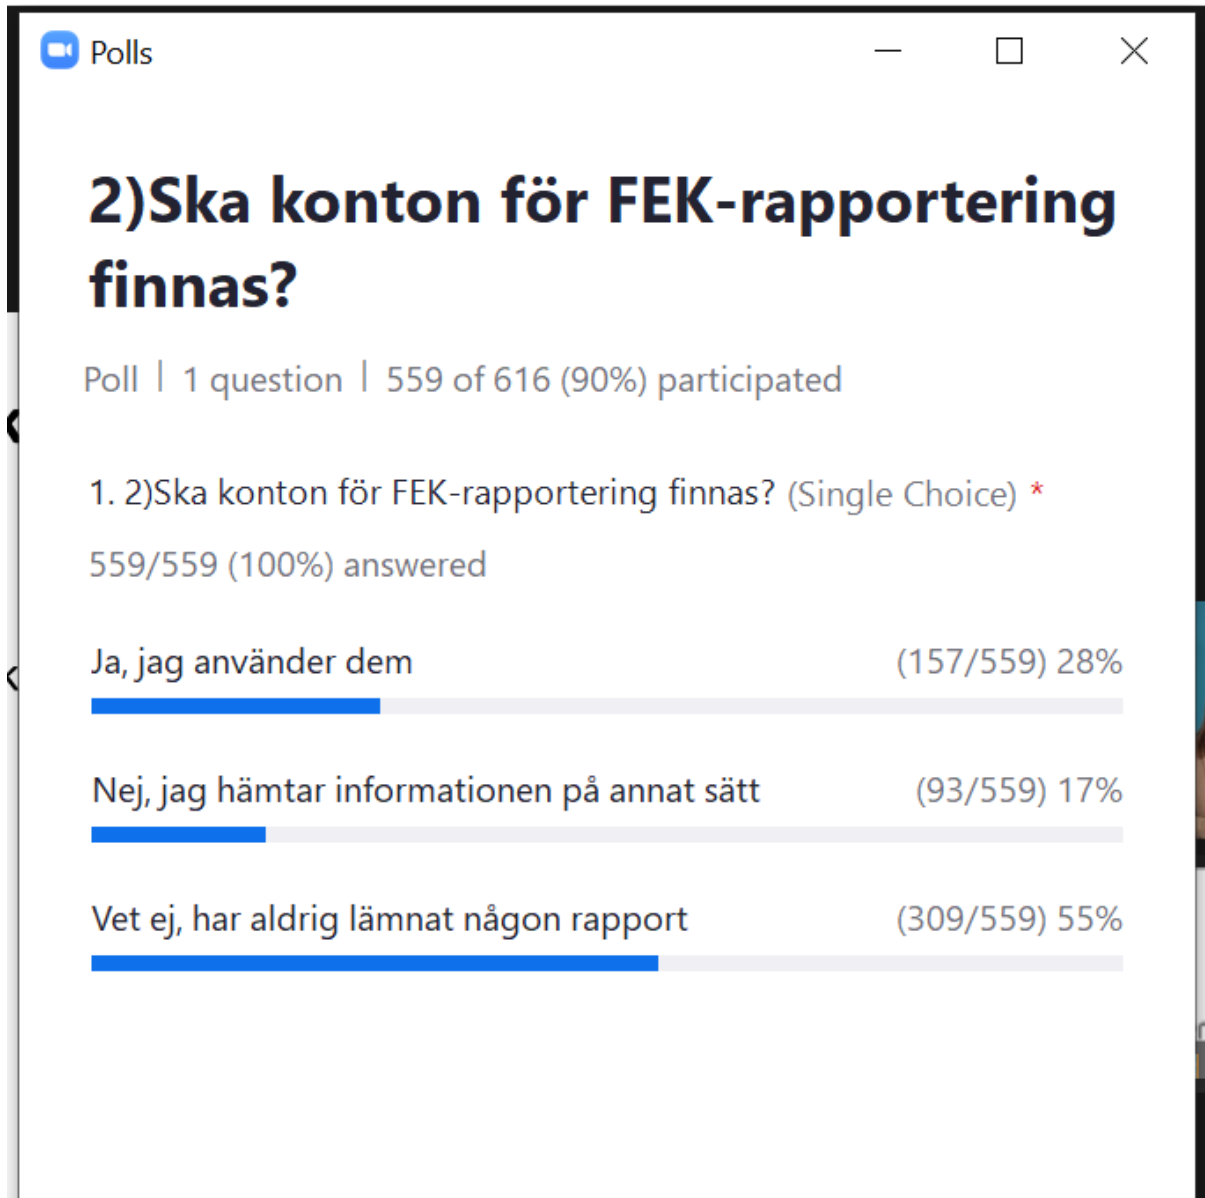 Polls
2)Ska konton för FEK-rapportering
finnas?
Poll | 1 question | 559 of 616 (90%) participated
1. 2)Ska konton för FEK-rapportering finnas? (Single Choice) *
559/559 (100%) answered
Ja, jag använder dem (157/559) 28%
Nej, jag hämtar informationen på annat sätt (93/559) 17%
Vet ej, har aldrig lämnat någon rapport (309/559) 55%